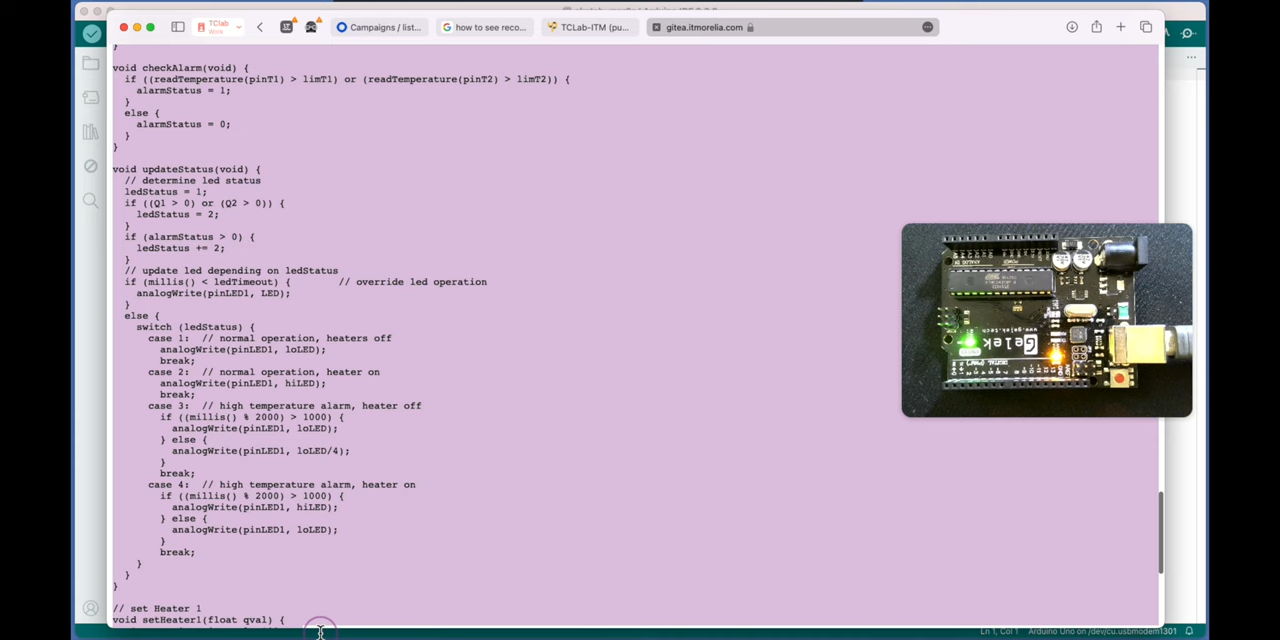 TClab
Work
Campaigns / list...
how to see reco...
TCLab-ITM (pu...
gitea.itmorelia.com
}
void checkAlarm(void) {
if ((readTemperature(pinT1) > limT1) or (readTemperature(pinT2) > limT2)) {
alarmStatus = 1;
}
else {
alarmStatus = 0;
}
}
void updateStatus(void) {
// determine led status
ledStatus = 1;
if ((Q1 > 0) or (Q2 > 0)) {
ledStatus = 2;
}
if (alarmStatus > 0) {
ledStatus += 2;
}
// update led depending on ledStatus
if (millis() < ledTimeout) {        // override led operation
analogWrite(pinLED1, LED);
}
else {
switch (ledStatus) {
case 1:  // normal operation, heaters off
analogWrite(pinLED1, loLED);
break;
case 2:  // normal operation, heater on
analogWrite(pinLED1, hiLED);
break;
case 3:  // high temperature alarm, heater off
if ((millis() % 2000) > 1000) {
analogWrite(pinLED1, loLED);
} else {
analogWrite(pinLED1, loLED/4);
}
break;
case 4:  // high temperature alarm, heater on
if ((millis() % 2000) > 1000) {
analogWrite(pinLED1, hiLED);
} else {
analogWrite(pinLED1, loLED);
}
break;
}
}
}
// set Heater 1
void setHeater1(float qval) {
Gelek
www.gelek.tech
Ln 1, Col 1
Arduino Uno on /dev/cu.usbmodem1301